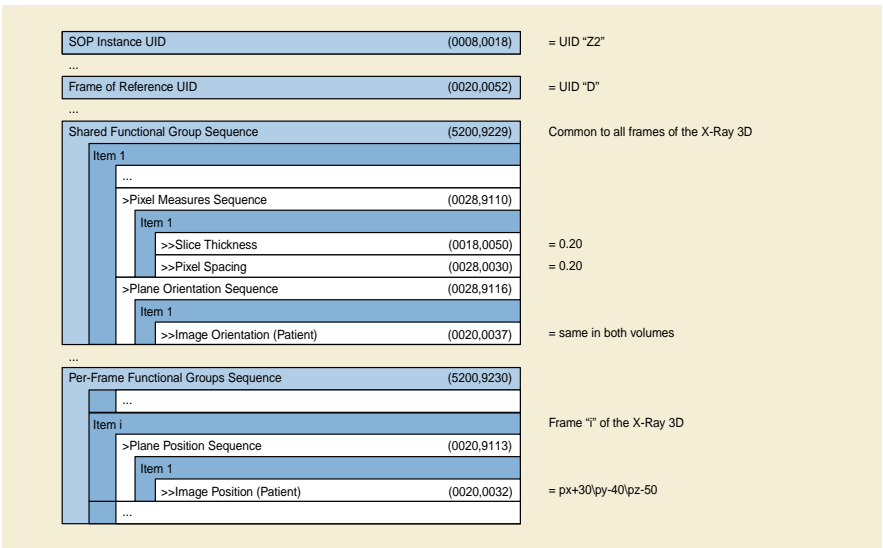 SOP Instance UID (0008,0018) = UID “Z2”
...
Frame of Reference UID (0020,0052) = UID “D”
...
Shared Functional Group Sequence (5200,9229) Common to all frames of the X-Ray 3D
Item 1
...
>Pixel Measures Sequence (0028,9110)
Item 1
>>Slice Thickness (0018,0050) = 0.20
>>Pixel Spacing (0028,0030) = 0.20
>Plane Orientation Sequence (0028,9116)
Item 1
>>Image Orientation (Patient) (0020,0037) = same in both volumes
...
Per-Frame Functional Groups Sequence (5200,9230)
...
Item i Frame “i” of the X-Ray 3D
>Plane Position Sequence (0020,9113)
Item 1
>>Image Position (Patient) (0020,0032) = px+30\py-40\pz-50
...